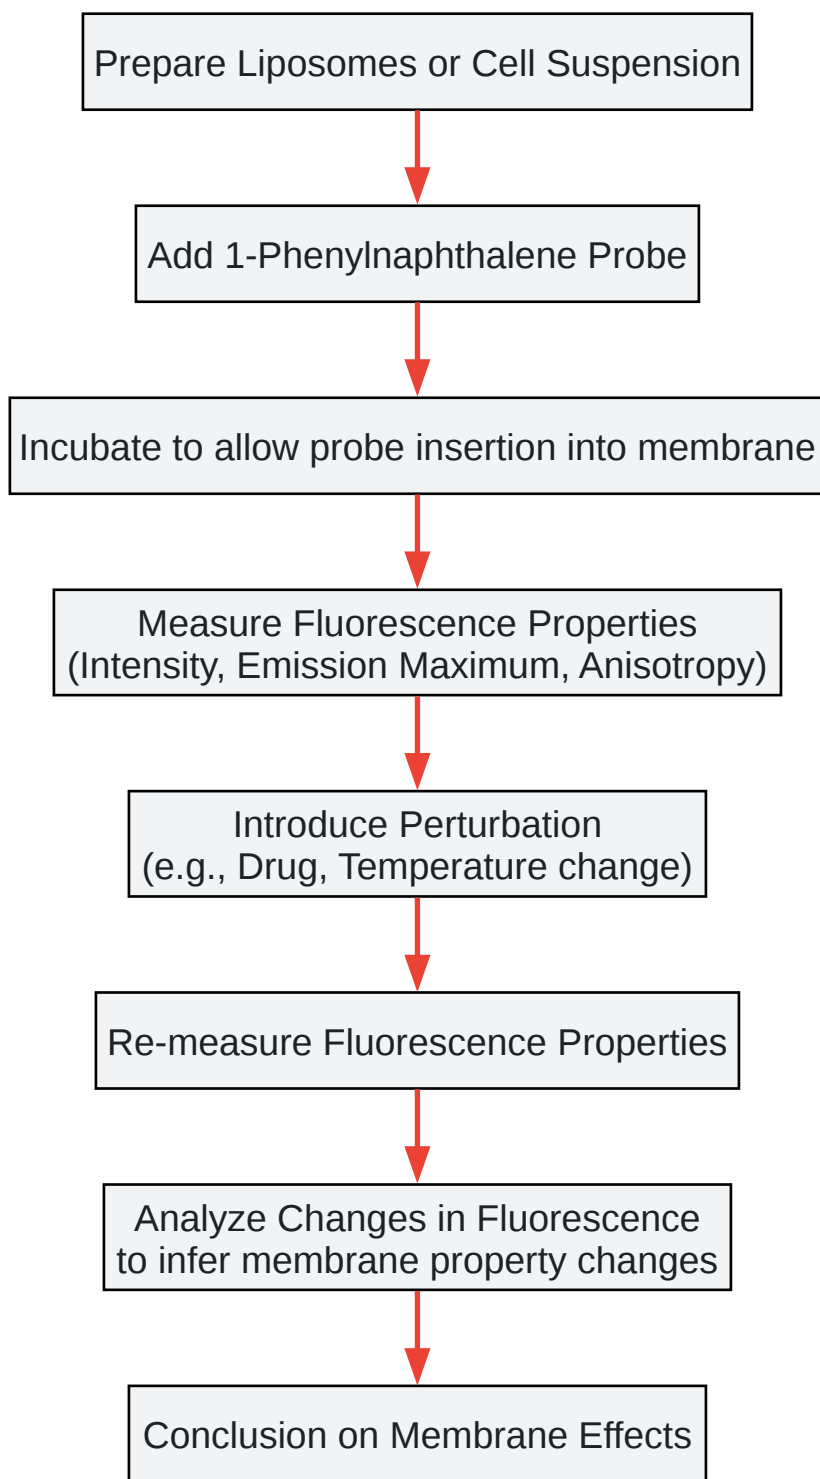 Prepare Liposomes or Cell Suspension
Add 1-Phenylnaphthalene Probe
Incubate to allow probe insertion into membrane
Measure Fluorescence Properties
(Intensity, Emission Maximum, Anisotropy)
Introduce Perturbation
(e.g., Drug, Temperature change)
Re-measure Fluorescence Properties
Analyze Changes in Fluorescence
to infer membrane property changes
Conclusion on Membrane Effects